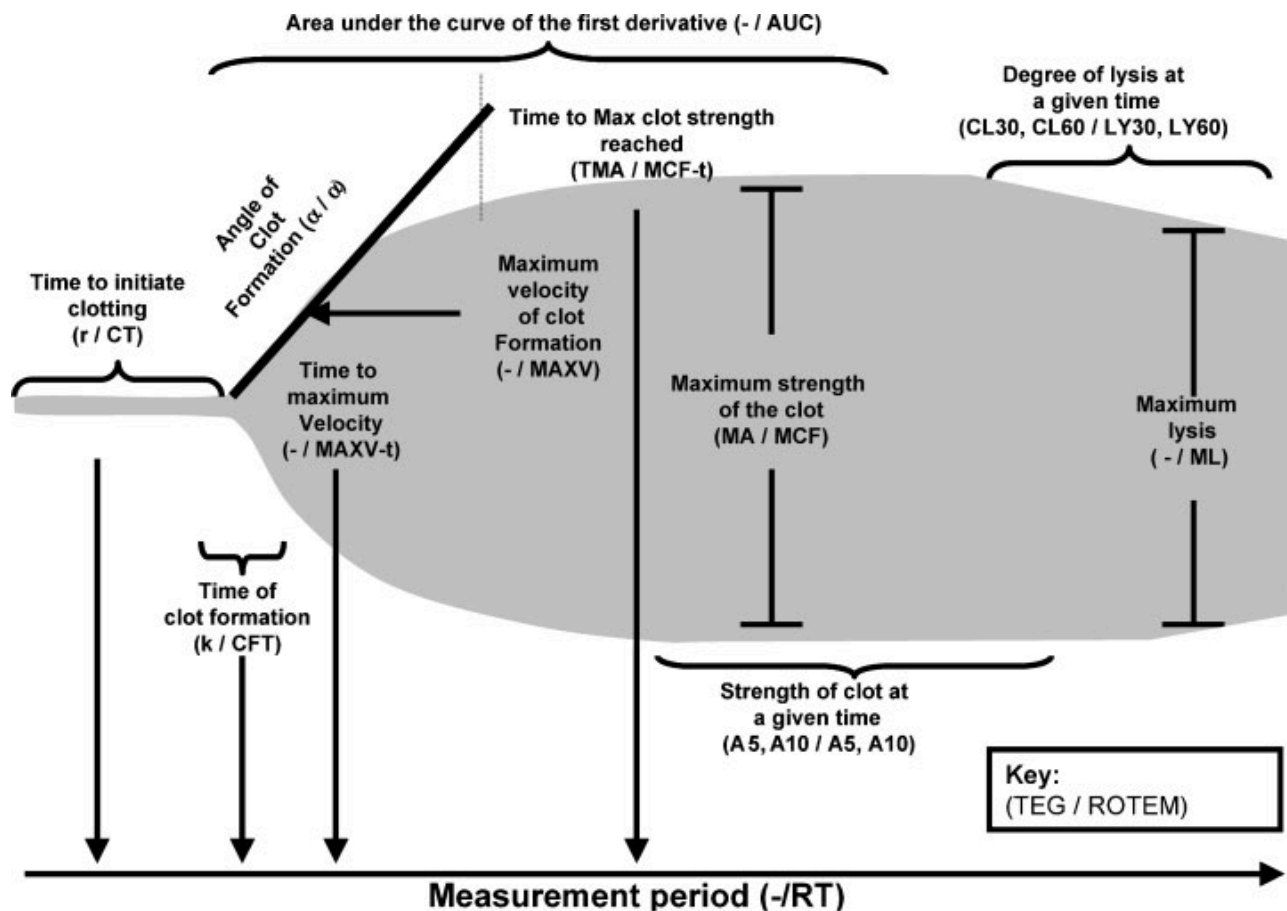 Area under the curve of the first derivative (- / AUC)
Degree of lysis at
a given time
(CL30, CL60 / LY30, LY60)
Time to Max clot strength
reached
(TMA / MCF-t)
Angle of
Clot
Formation (α / α)
Time to initiate
clotting
(r / CT)
Maximum
velocity
of clot
Formation
(- / MAXV)
Time to
maximum
Velocity
(- / MAXV-t)
Maximum strength
of the clot
(MA / MCF)
Maximum
lysis
( - / ML)
Time of
clot formation
(k / CFT)
Strength of clot at
a given time
(A5, A10 / A5, A10)
Key:
(TEG / ROTEM)
Measurement period (-/RT)